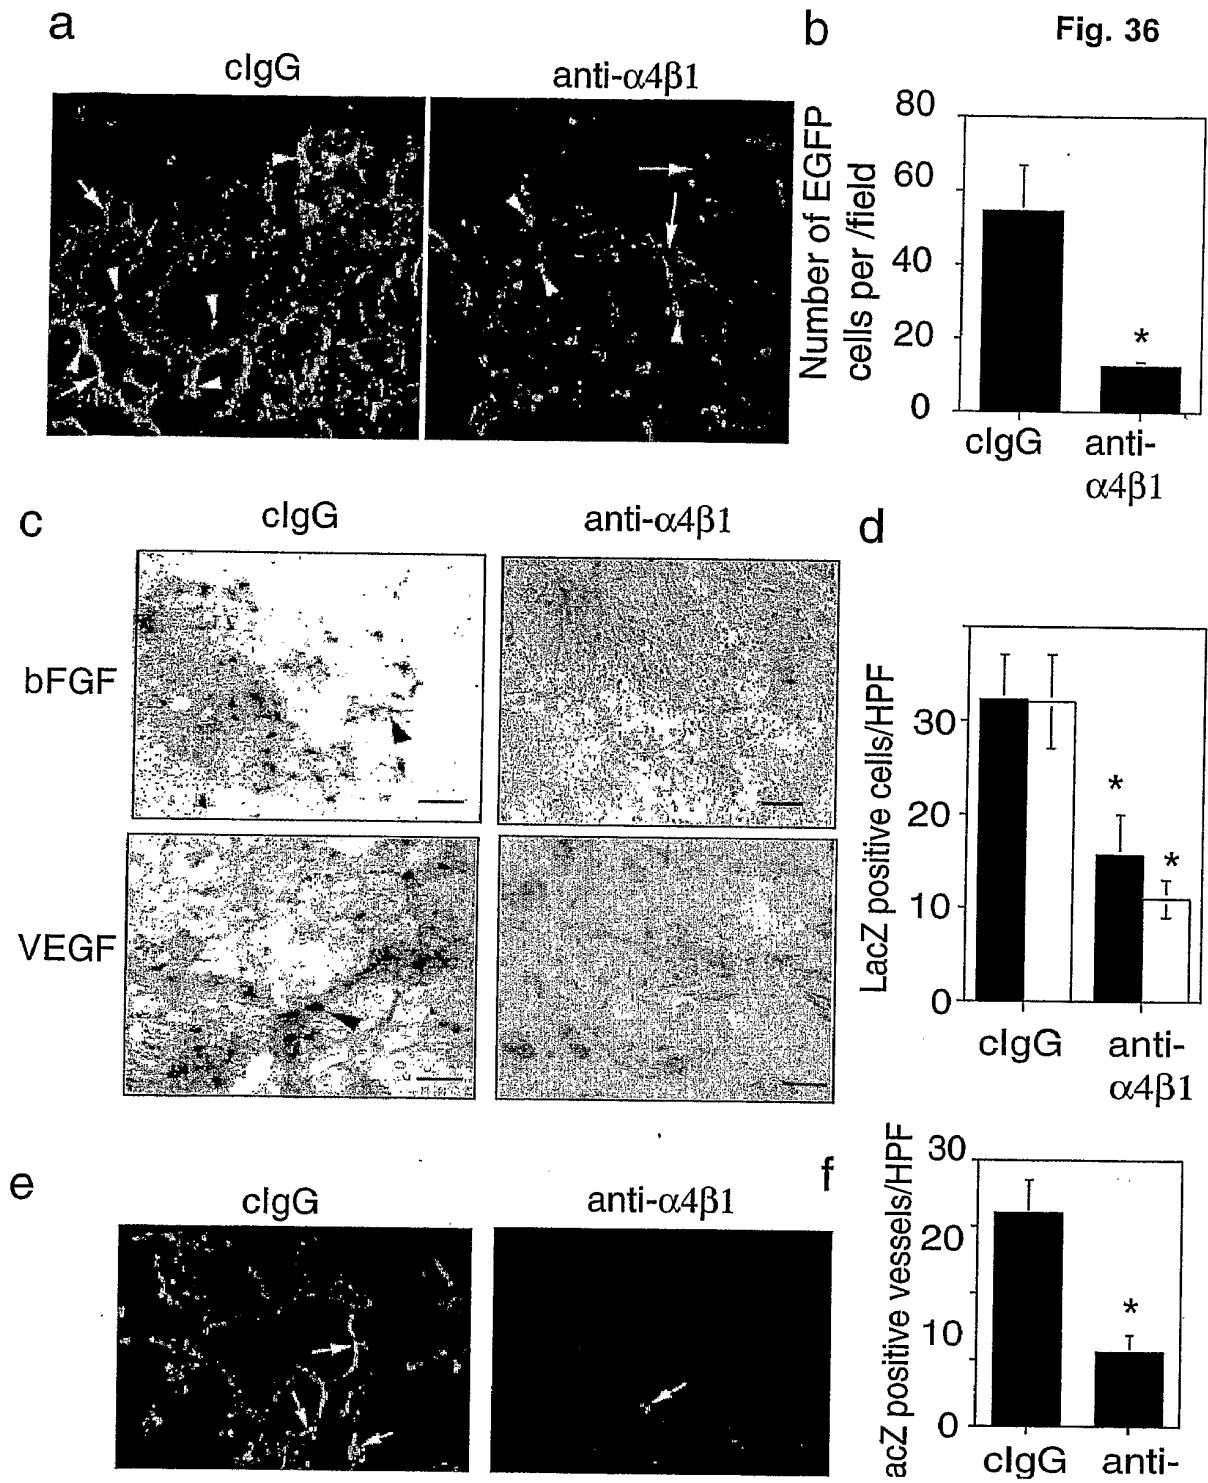 a
b
Fig. 36
cIgG
anti-α4β1
Number of EGFP
cells per /field
80
60
40
20
0
*
cIgG
anti-
α4β1
c
cIgG
anti-α4β1
d
bFGF
VEGF
LacZ positive cells/HPF
30
20
10
0
*
*
cIgG
anti-
α4β1
e
cIgG
anti-α4β1
f
acZ positive vessels/HPF
30
20
10
0
*
cIgG
anti-